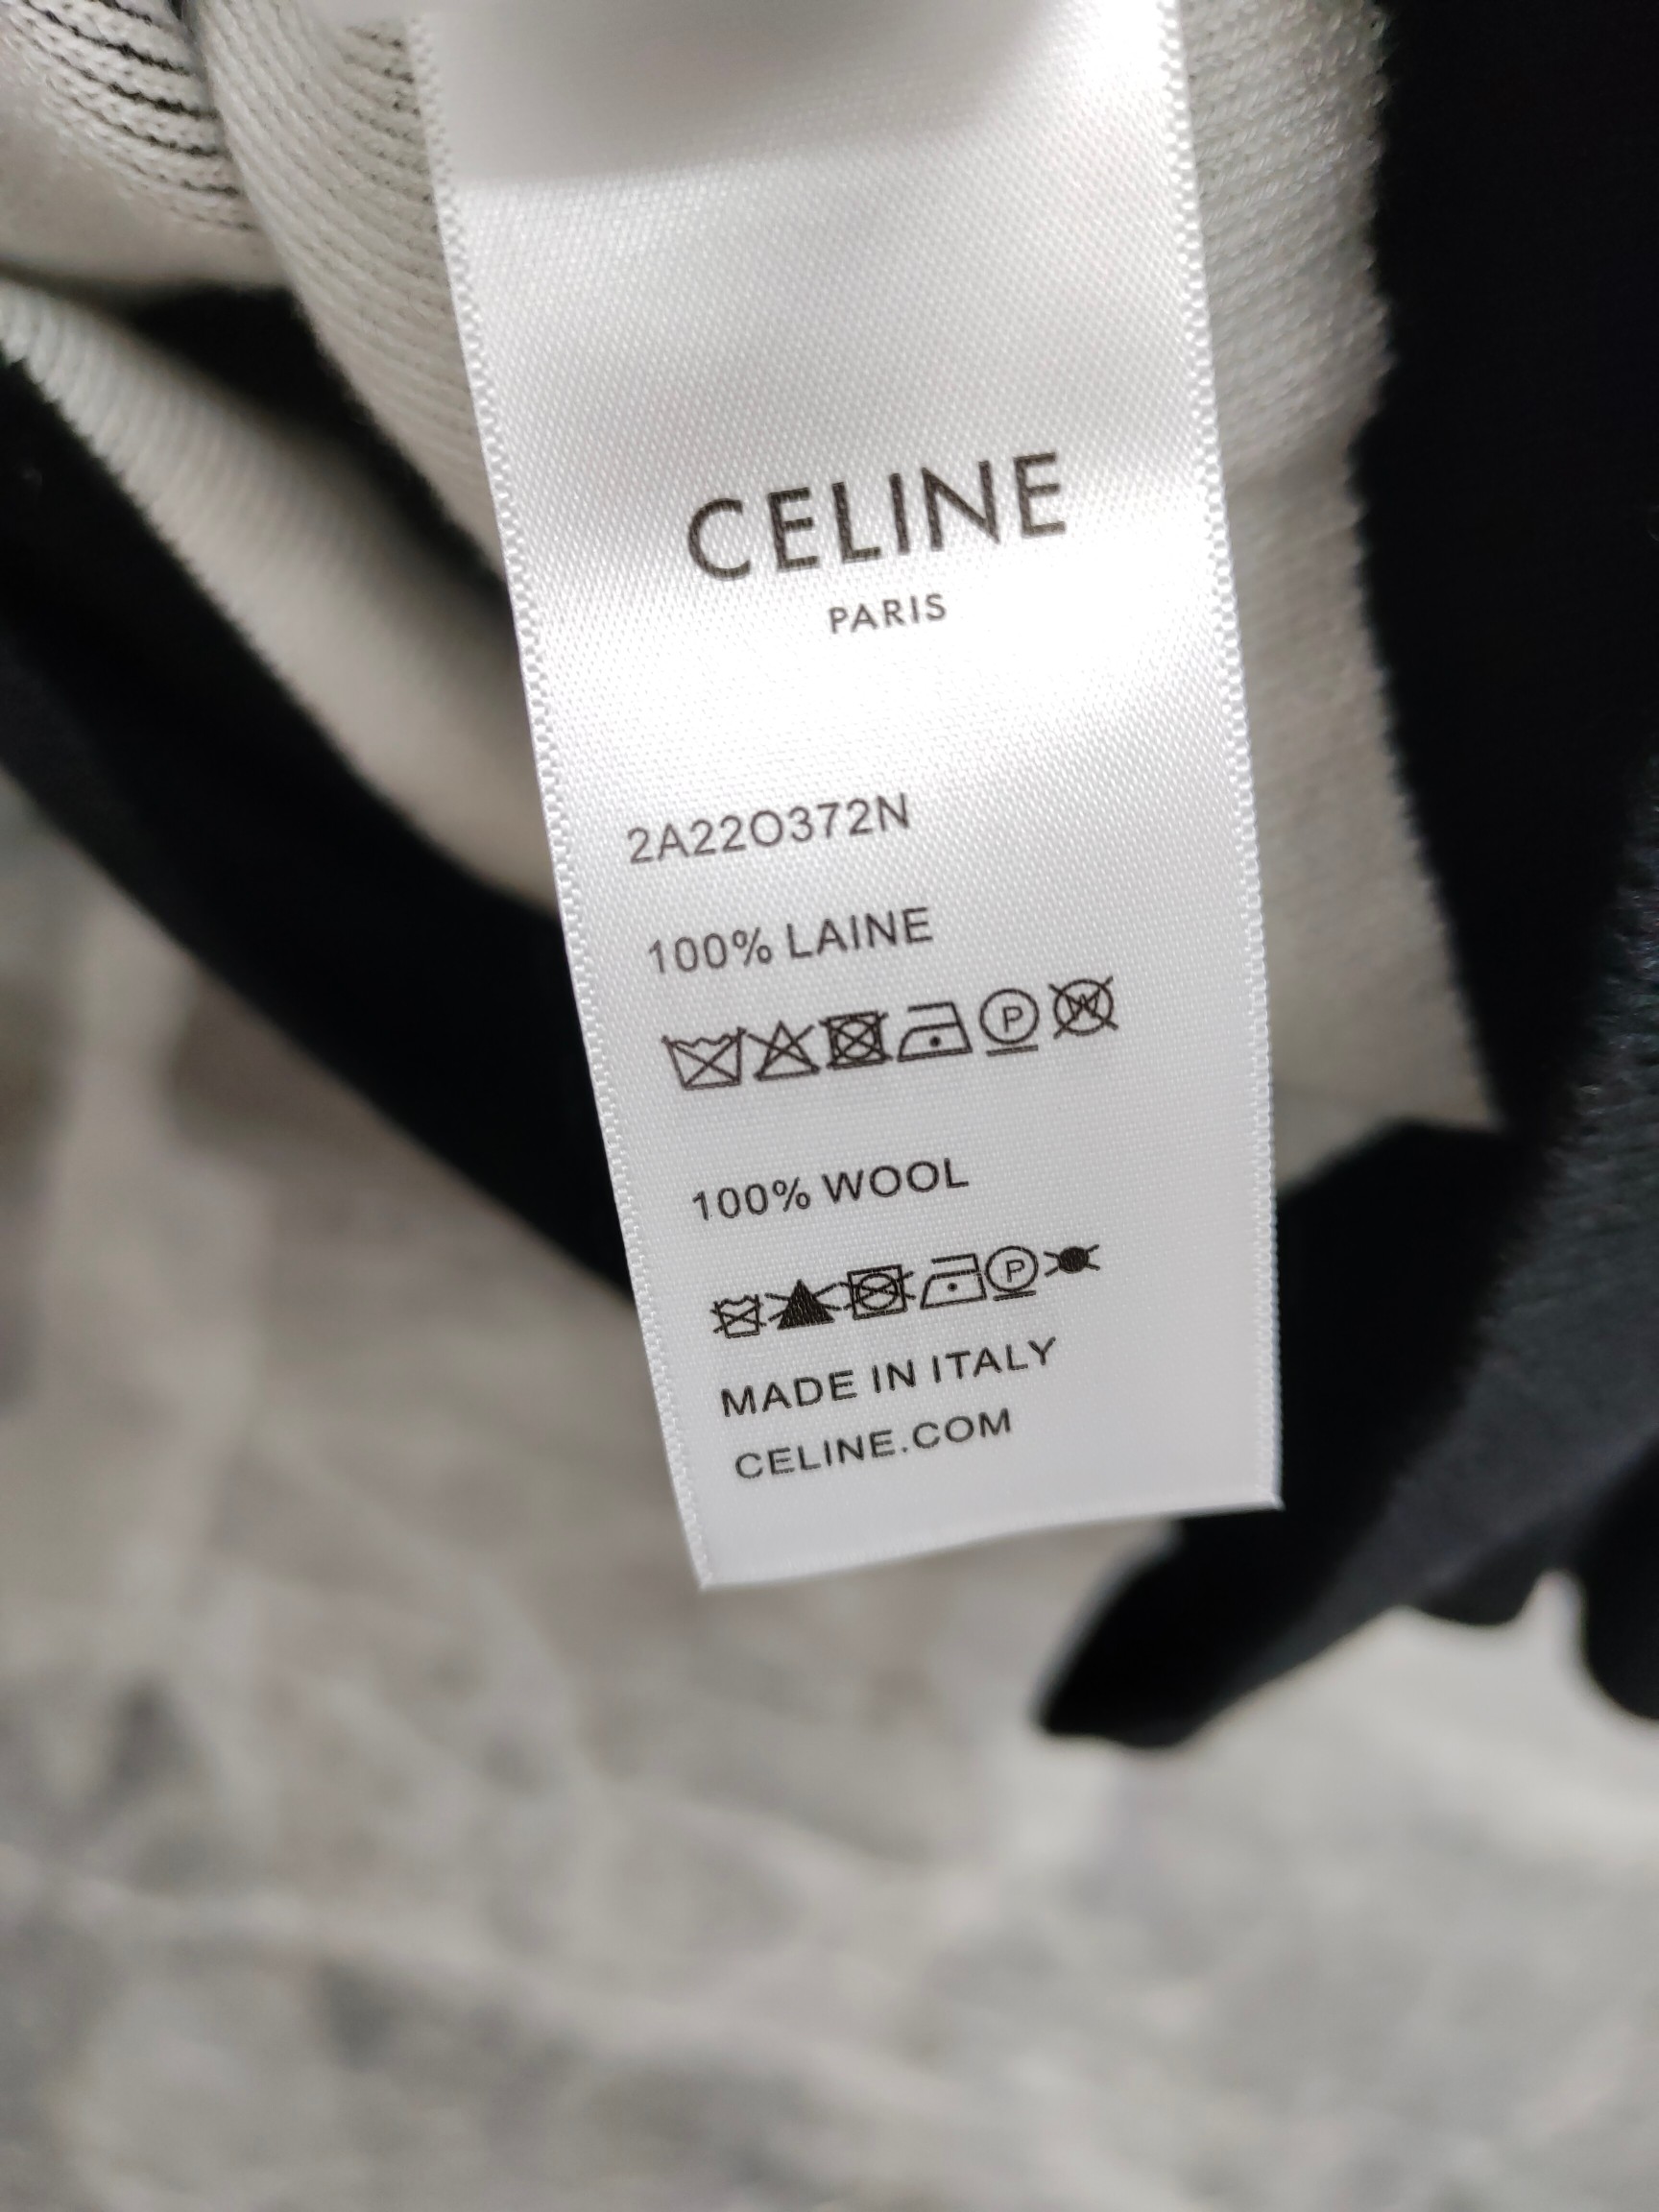 CELINE
PARIS
2A22O372N
100% LAINE
P W
100% WOOL
P
MADE IN ITALY
CELINE.COM